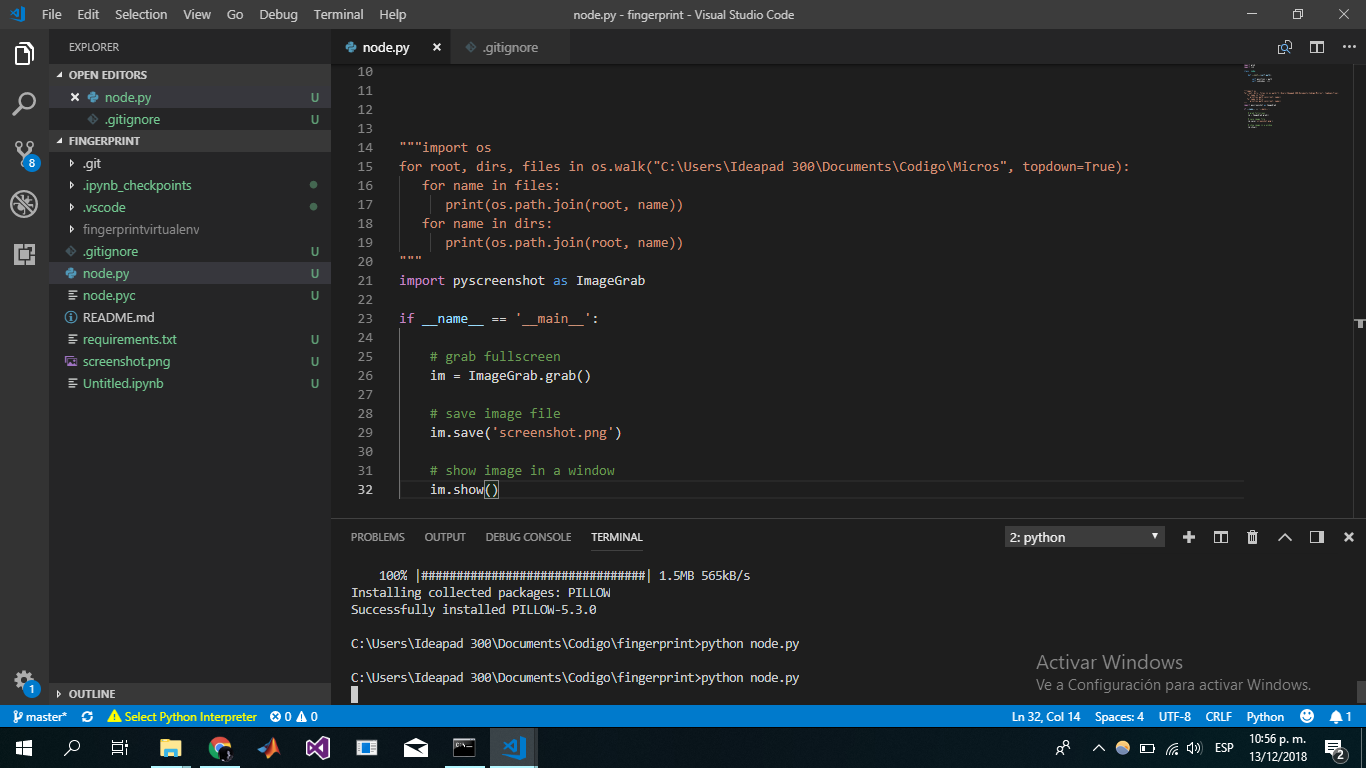 File Edit Selection View Go Debug Terminal Help
node.py - fingerprint - Visual Studio Code
EXPLORER
OPEN EDITORS
node.py U
.gitignore U
FINGERPRINT
.git
.ipynb_checkpoints
.vscode
fingerprintvirtualenv
.gitignore U
node.py U
node.pyc U
README.md
requirements.txt U
screenshot.png U
Untitled.ipynb U
OUTLINE
8
1
node.py
.gitignore
10
11
12
13
14 """import os
15 for root, dirs, files in os.walk("C:\Users\Ideapad 300\Documents\Codigo\Micros", topdown=True):
16 for name in files:
17 print(os.path.join(root, name))
18 for name in dirs:
19 print(os.path.join(root, name))
20 """
21 import pyscreenshot as ImageGrab
22
23 if __name__ == '__main__':
24
25 # grab fullscreen
26 im = ImageGrab.grab()
27
28 # save image file
29 im.save('screenshot.png')
30
31 # show image in a window
32 im.show()
PROBLEMS OUTPUT DEBUG CONSOLE TERMINAL
2: python
100% |################################| 1.5MB 565kB/s
Installing collected packages: PILLOW
Successfully installed PILLOW-5.3.0
C:\Users\Ideapad 300\Documents\Codigo\fingerprint>python node.py
C:\Users\Ideapad 300\Documents\Codigo\fingerprint>python node.py
Activar Windows
Ve a Configuración para activar Windows.
master* Select Python Interpreter 0 0
Ln 32, Col 14 Spaces: 4 UTF-8 CRLF Python 1
ESP
10:56 p. m.
13/12/2018
2